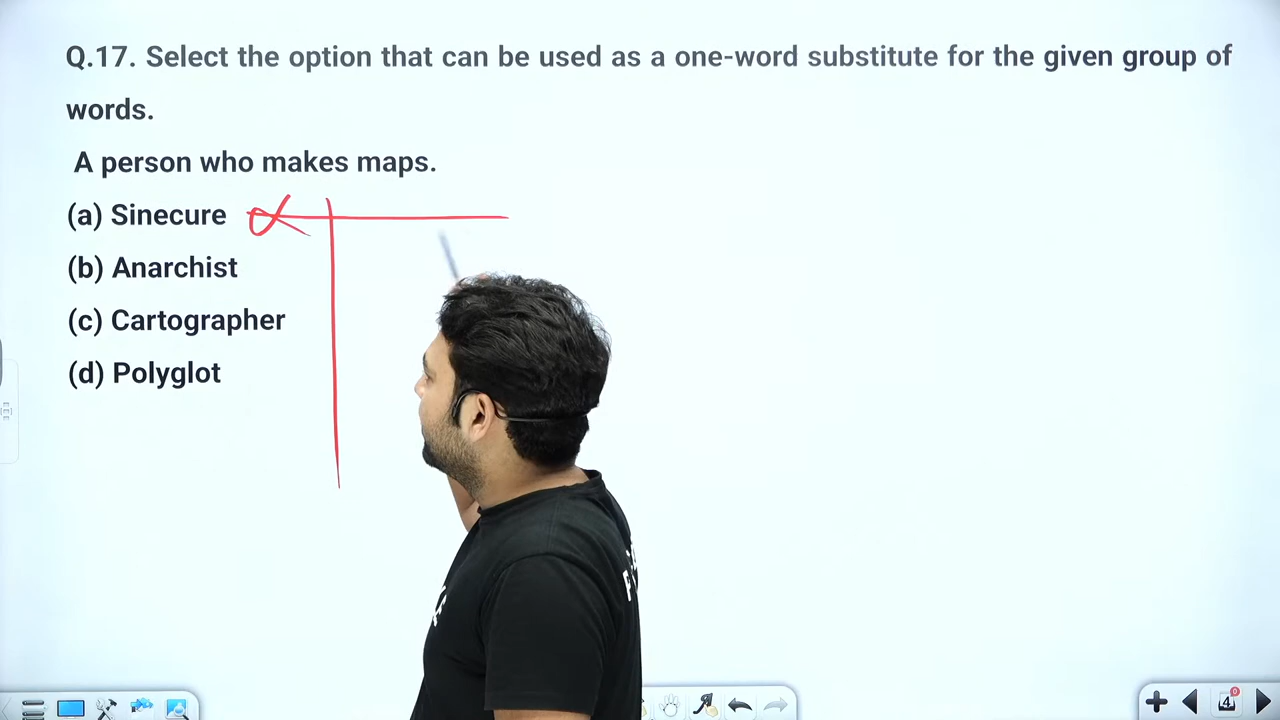 Q.17. Select the option that can be used as a one-word substitute for the given group of
words.
A person who makes maps.
(a) Sinecure
(b) Anarchist
(c) Cartographer
(d) Polyglot